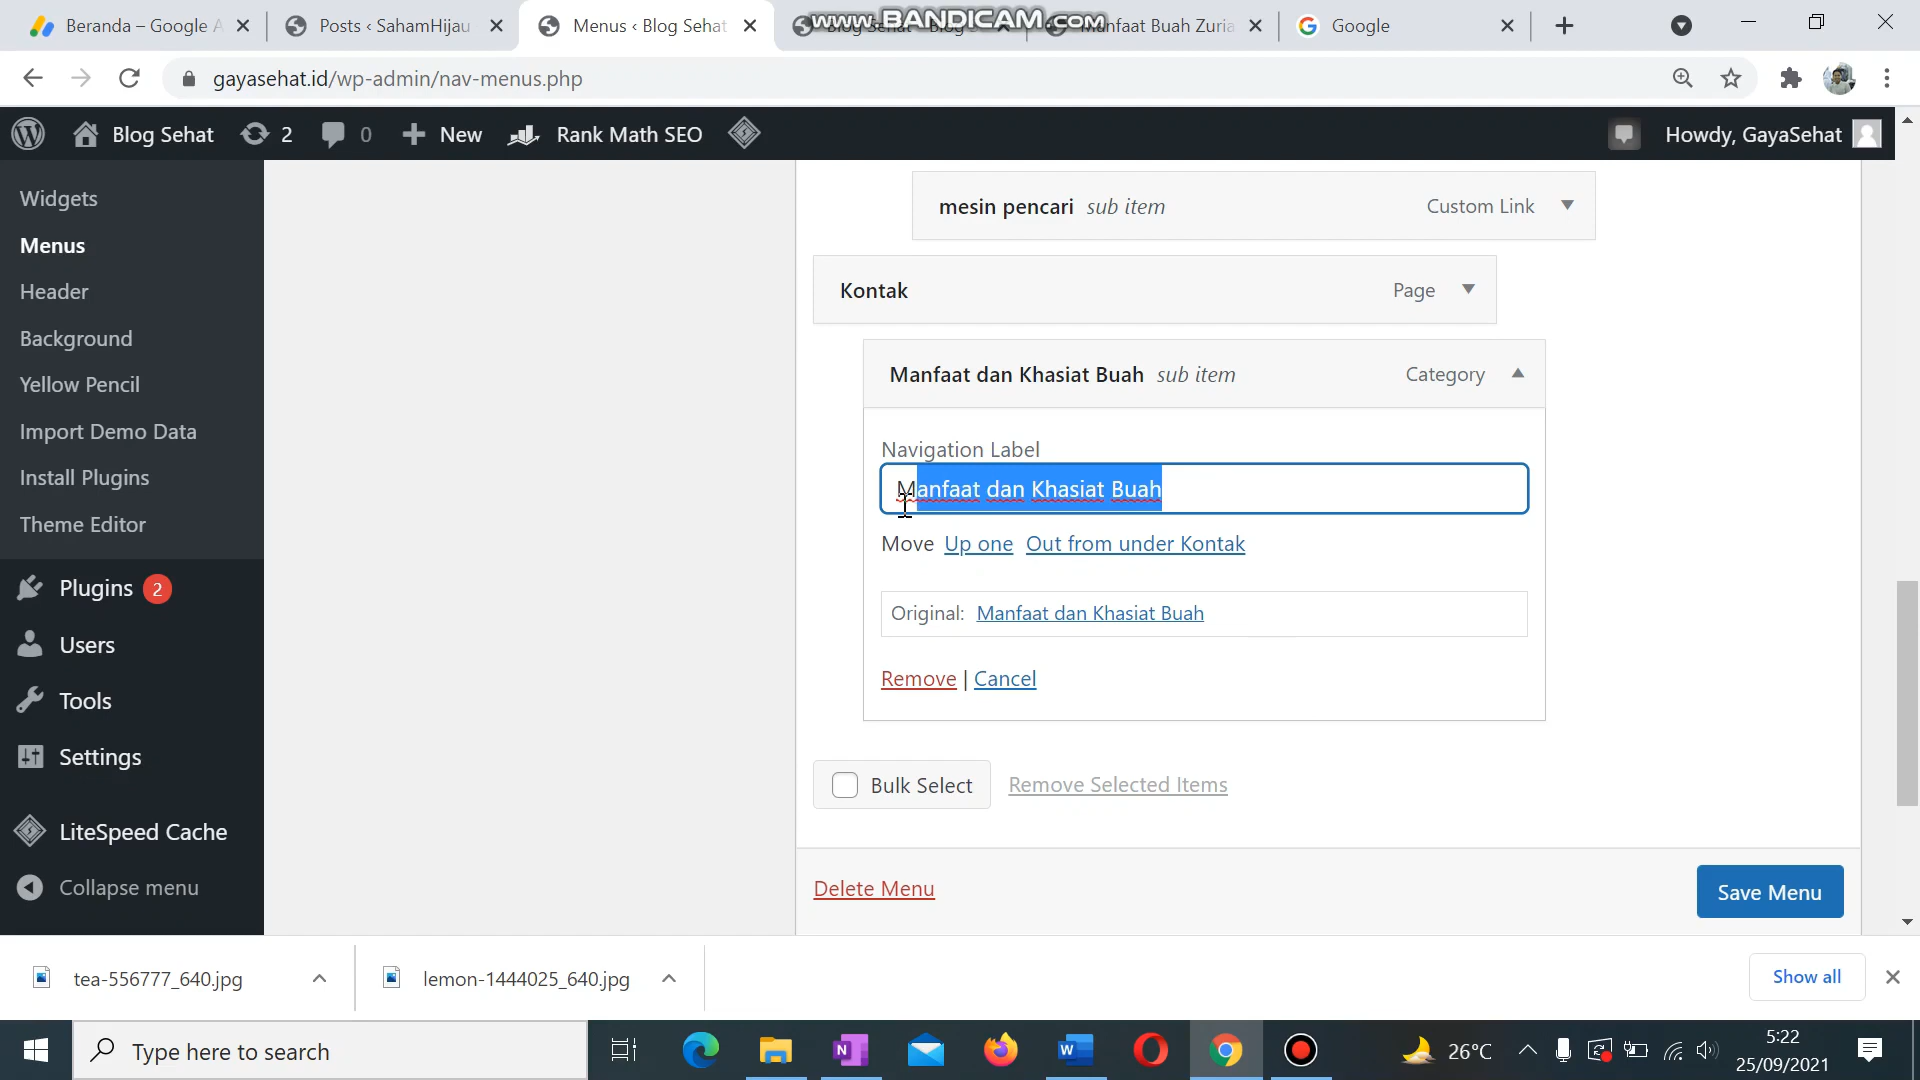 Beranda – Google A
Posts ‹ SahamHijau
Menus ‹ Blog Sehat
Manfaat Buah Zuria
Google
www.BANDICAM.com
gayasehat.id/wp-admin/nav-menus.php
Blog Sehat
2
0
New
Rank Math SEO
Howdy, GayaSehat
Widgets
Menus
Header
Background
Yellow Pencil
Import Demo Data
Install Plugins
Theme Editor
Plugins 2
Users
Tools
Settings
LiteSpeed Cache
Collapse menu
mesin pencari sub item
Custom Link
Kontak
Page
Manfaat dan Khasiat Buah sub item
Category
Navigation Label
Manfaat dan Khasiat Buah
Move Up one Out from under Kontak
Original: Manfaat dan Khasiat Buah
Remove | Cancel
Bulk Select
Remove Selected Items
Delete Menu
Save Menu
tea-556777_640.jpg
lemon-1444025_640.jpg
Show all
Type here to search
26°C
5:22
25/09/2021